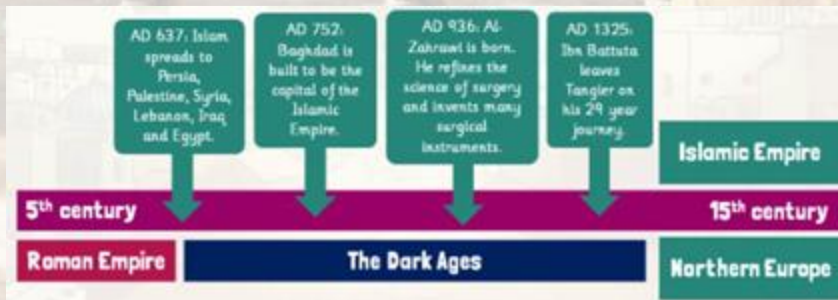 AD 637: Islam
spreads to
Persia,
Palestine, Syria,
Lebanon, Iraq
and Egypt.
AD 752:
Baghdad is
built to be the
capital of the
Islamic
Empire.
AD 936: Al-
Zahrawi is born.
He refines the
science of surgery
and invents many
surgical
instruments.
AD 1325:
Ibn Battuta
leaves
Tangier on
his 29 year
journey.
Islamic Empire
5th century
15th century
Roman Empire
The Dark Ages
Northern Europe